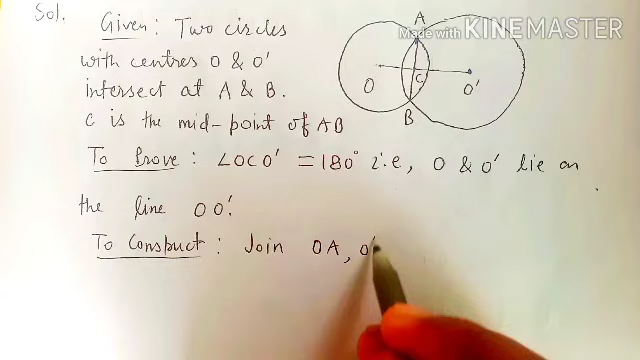 Sol.
Given: Two circles
with centres O & O'
intersect at A & B.
C is the mid-point of AB
To Prove: ∠OCO' = 180° i.e, O & O' lie on
the line OO'.
To Construct: Join OA, O'
A
O
C
O'
B
Made with KINEMASTER